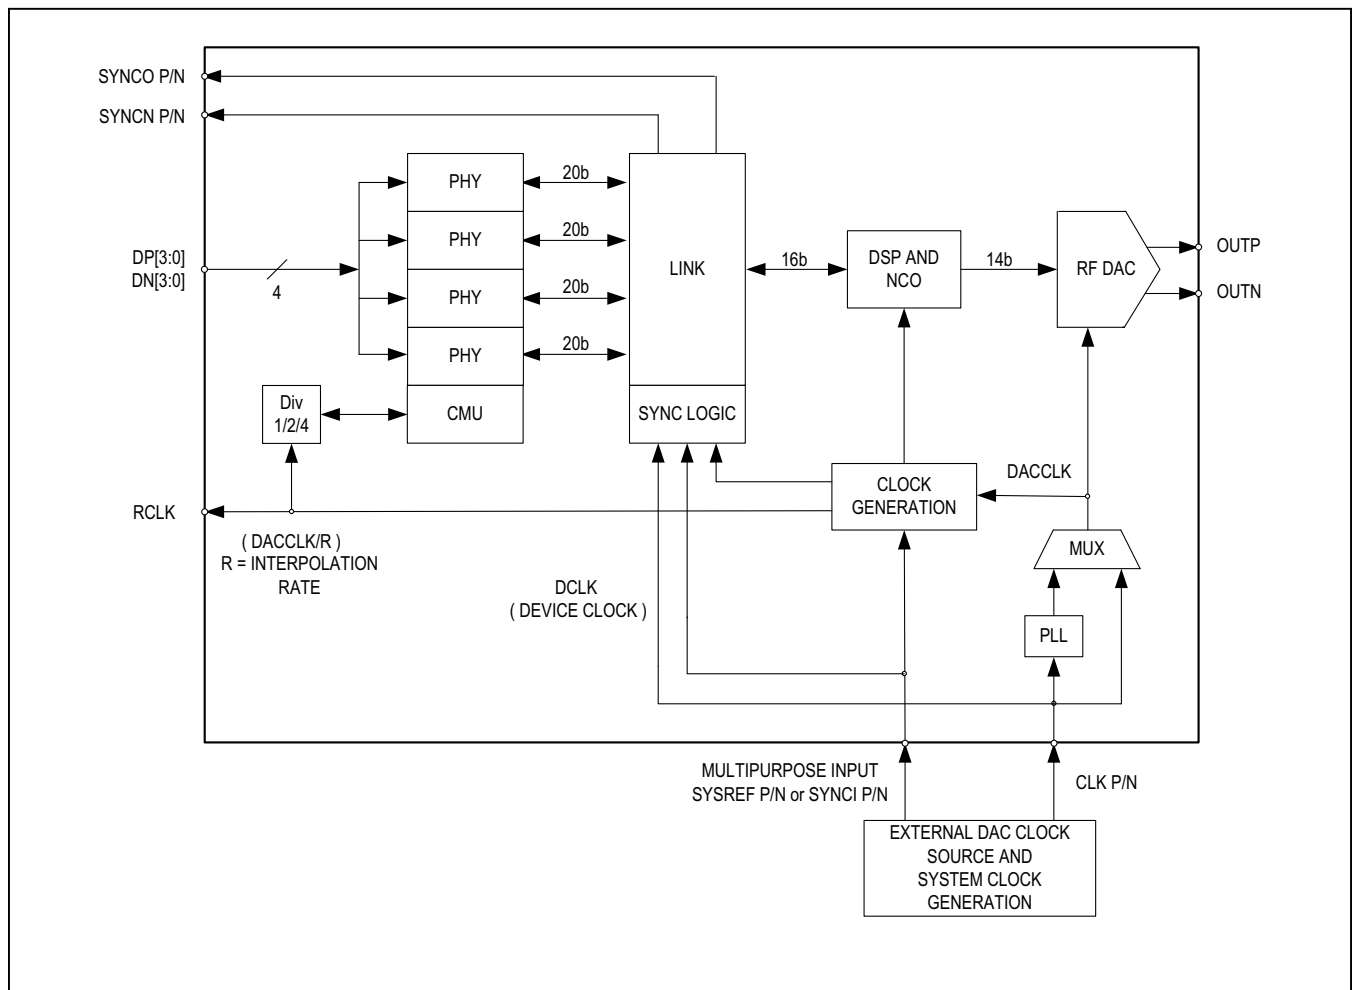 SYNCO P/N
SYNCN P/N
PHY
20b
PHY
20b
PHY
20b
PHY
20b
CMU
DP[3:0]
DN[3:0]
4
Div
1/2/4
LINK
SYNC LOGIC
16b
DSP AND
NCO
14b
RF DAC
OUTP
OUTN
CLOCK
GENERATION
DACCLK
MUX
PLL
RCLK
( DACCLK/R )
R = INTERPOLATION
RATE
DCLK
( DEVICE CLOCK )
MULTIPURPOSE INPUT
SYSREF P/N or SYNCI P/N
CLK P/N
EXTERNAL DAC CLOCK
SOURCE AND
SYSTEM CLOCK
GENERATION